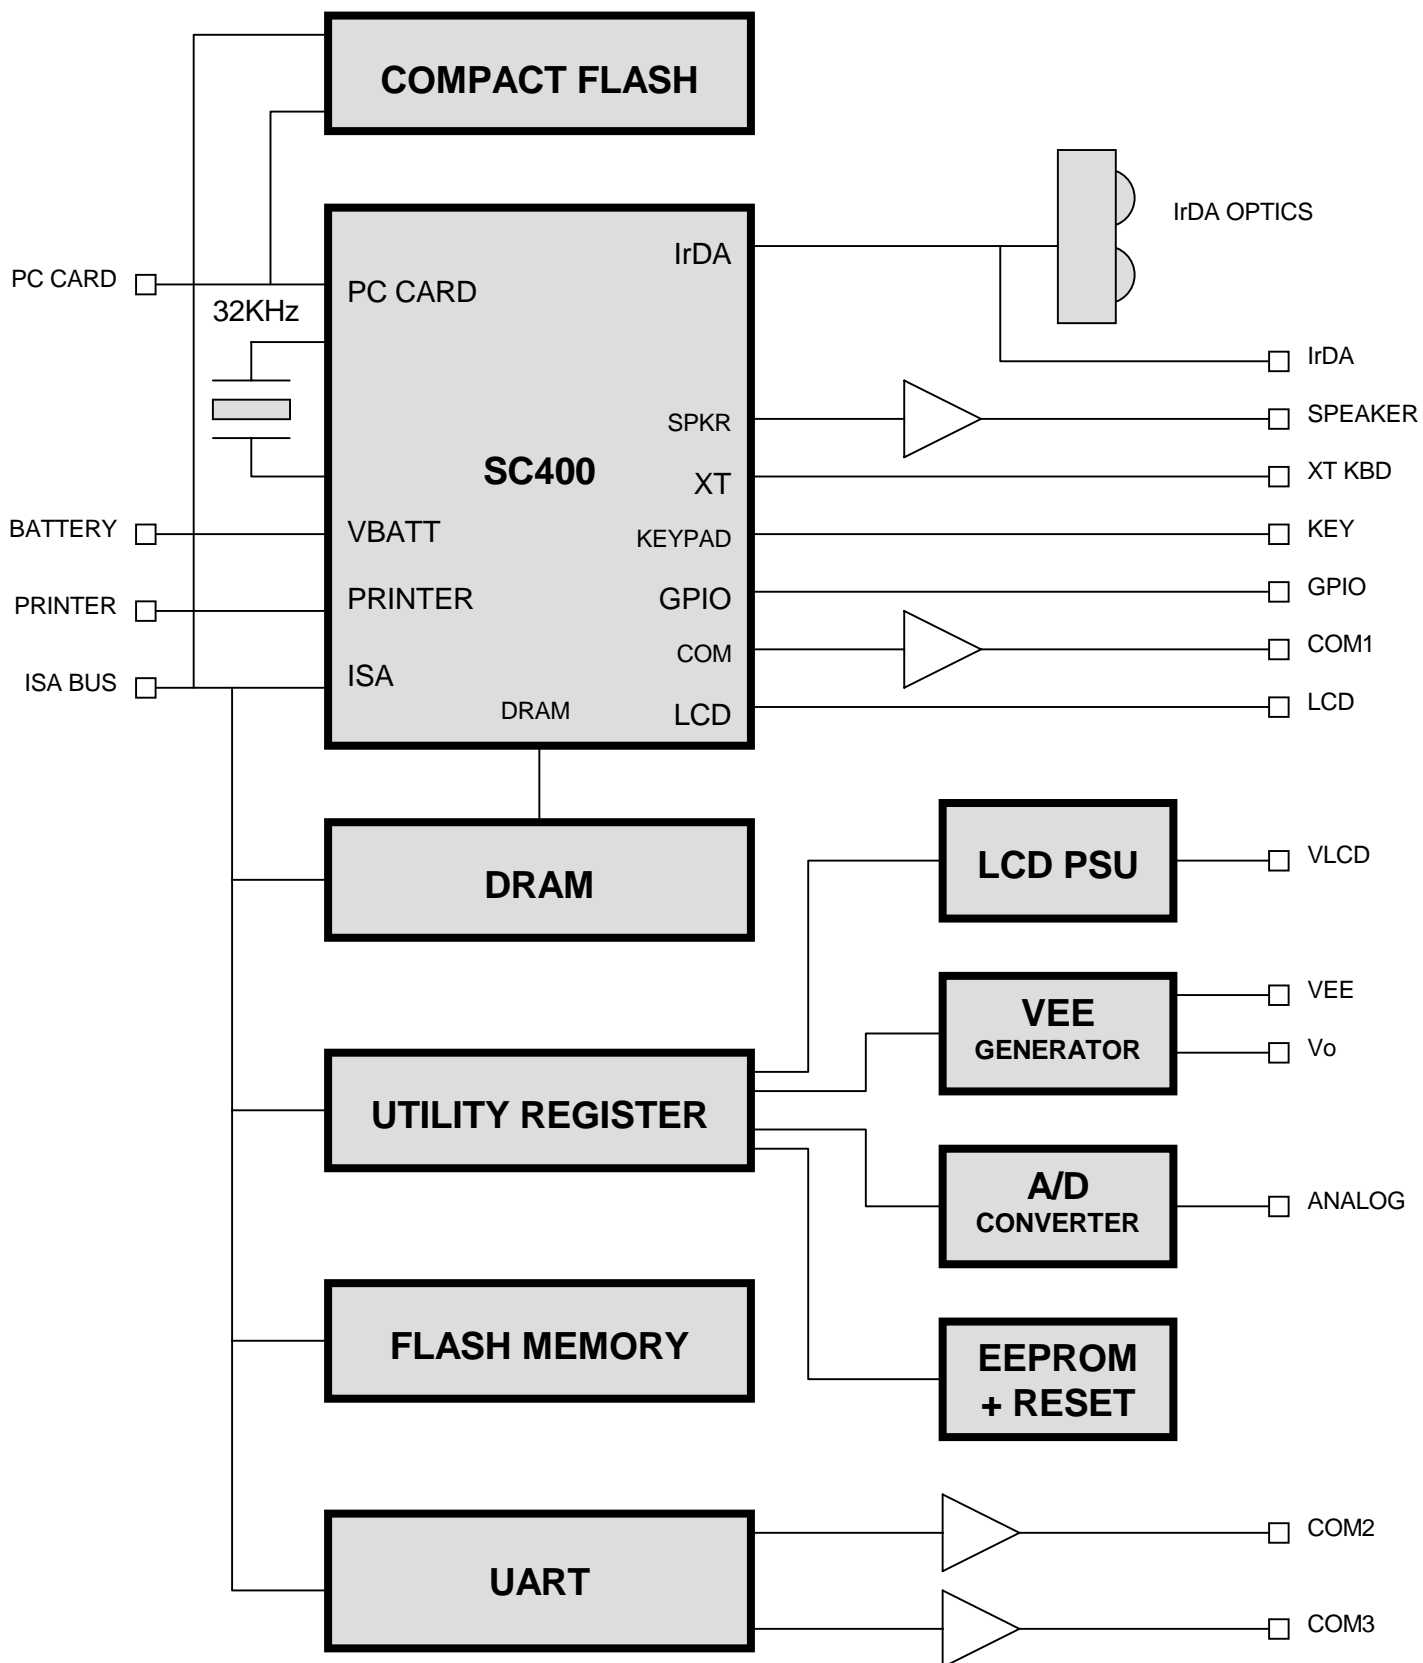 COMPACT FLASH
IrDA OPTICS
PC CARD
32KHz
PC CARD
IrDA
IrDA
SPKR
SPEAKER
SC400
XT
XT KBD
BATTERY
VBATT
KEYPAD
KEY
PRINTER
PRINTER
GPIO
GPIO
COM
COM1
ISA BUS
ISA
DRAM
LCD
LCD
DRAM
LCD PSU
VLCD
VEE
GENERATOR
VEE
Vo
UTILITY REGISTER
A/D
CONVERTER
ANALOG
FLASH MEMORY
EEPROM
+ RESET
UART
COM2
COM3